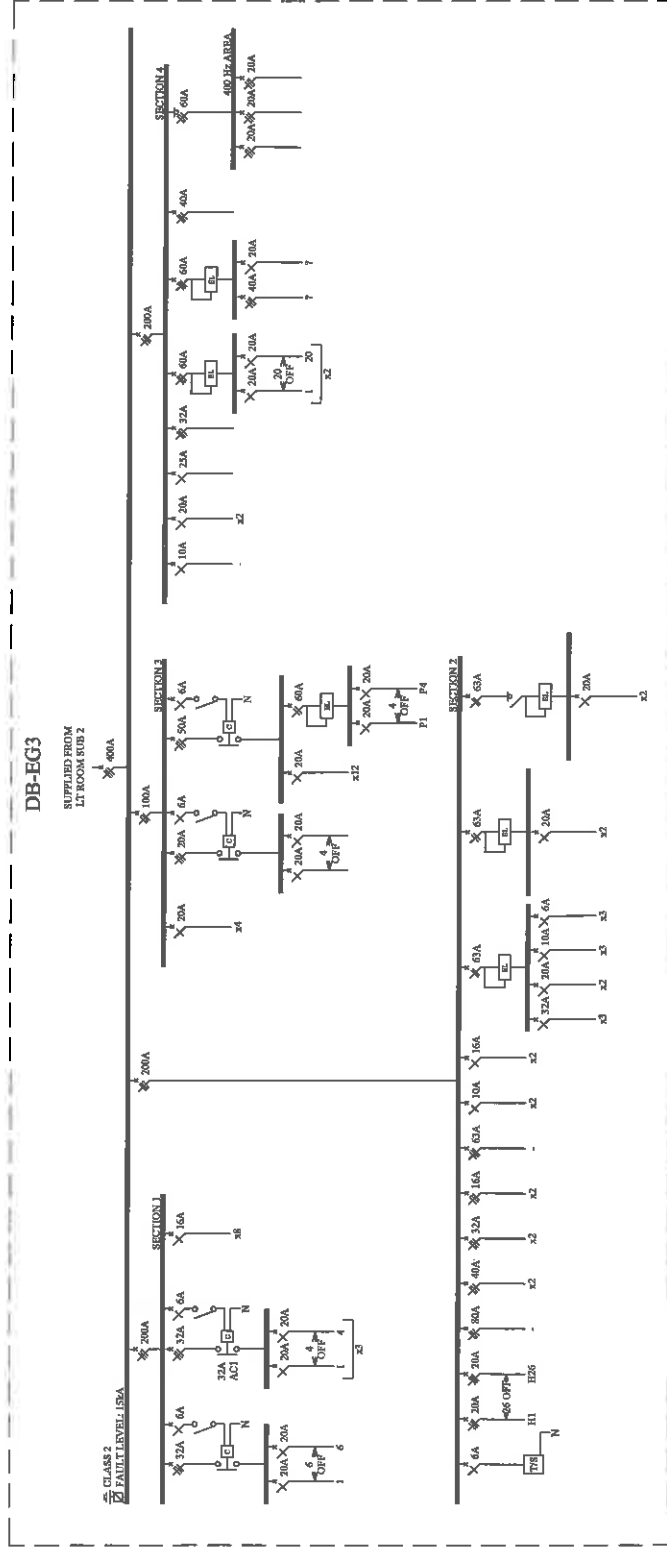 DB-EG3
SUPPLIED FROM
LT ROOM SUB 2
400A
CLASS 2
FAULT LEVEL: 15kA
200A
SECTION 1
32A
6A
C
N
20A
20A
6
OFF
1
6
32A
6A
C
N
32A
AC1
20A
20A
4
OFF
1
4
x3
16A
x8
200A
SECTION 2
6A
T/S
N
20A
20A
26 OFF
H1
H26
80A
40A
x2
32A
x2
16A
x2
63A
10A
x2
16A
x2
63A
EL
32A
20A
10A
6A
x3
x2
x3
x3
63A
EL
20A
x2
63A
EL
20A
x2
100A
SECTION 3
20A
x4
20A
6A
C
N
20A
20A
4
OFF
50A
6A
C
N
20A
x12
60A
EL
20A
20A
4
OFF
P1
P4
200A
SECTION 4
10A
20A
x2
25A
32A
60A
EL
20A
20A
20
OFF
1
20
x2
60A
EL
40A
20A
40A
60A
400 Hz AREA
20A
20A
20A